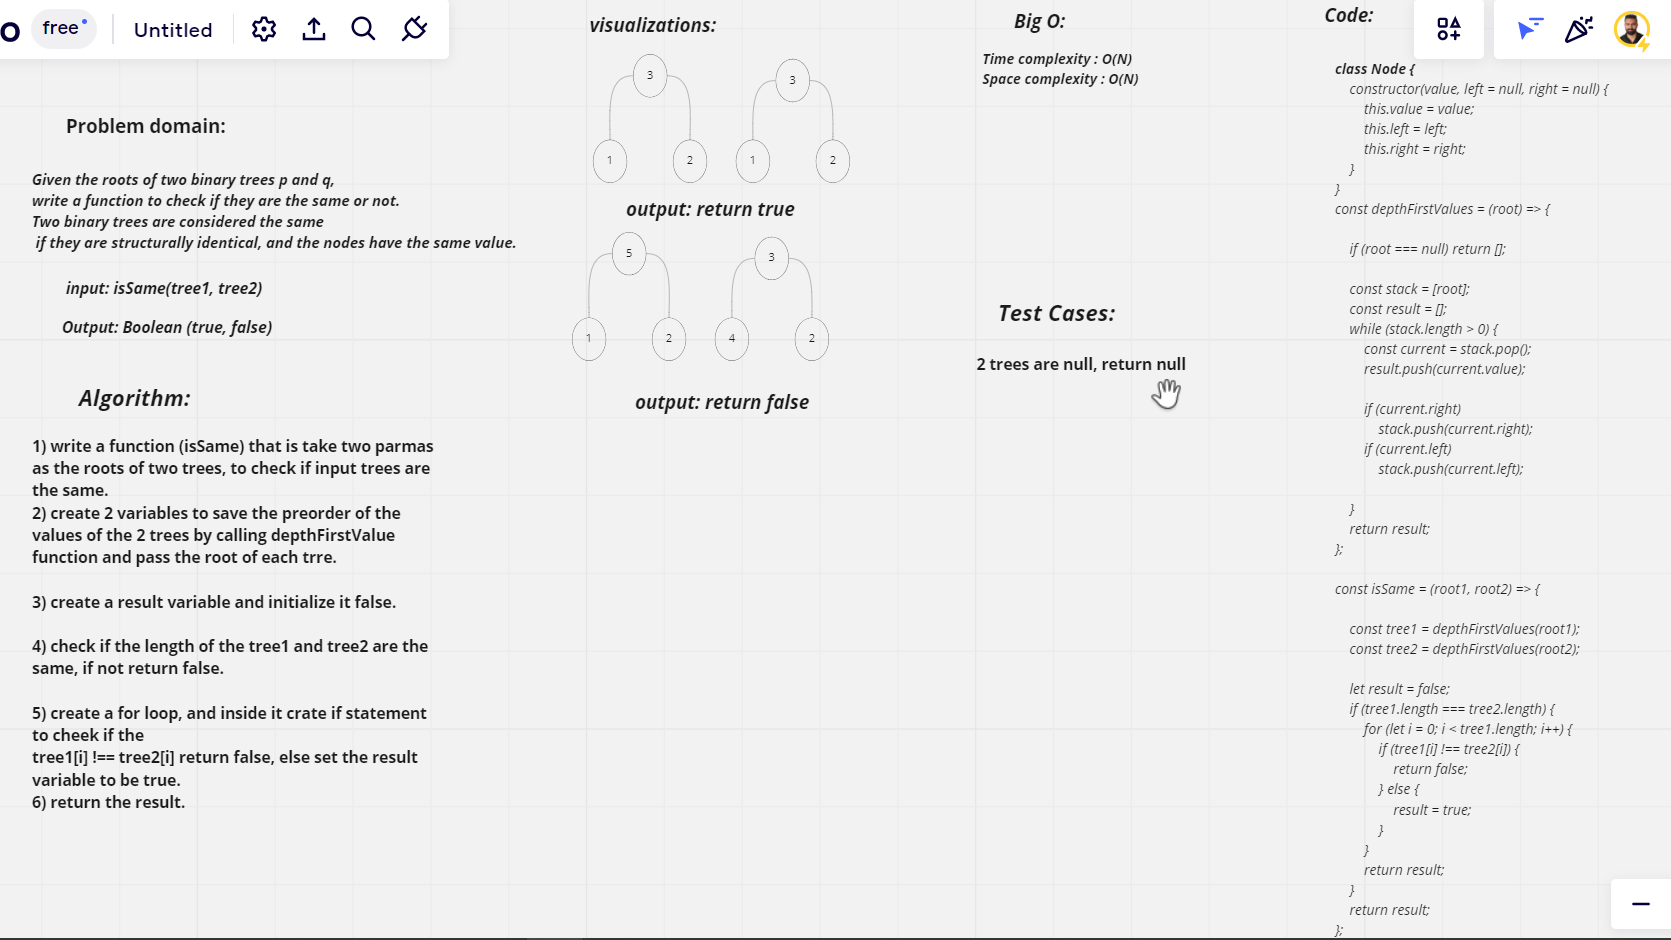 o free Untitled
Problem domain:
Given the roots of two binary trees p and q,
write a function to check if they are the same or not.
Two binary trees are considered the same
if they are structurally identical, and the nodes have the same value.
input: isSame(tree1, tree2)
Output: Boolean (true, false)
Algorithm:
1) write a function (isSame) that is take two parmas
as the roots of two trees, to check if input trees are
the same.
2) create 2 variables to save the preorder of the
values of the 2 trees by calling depthFirstValue
function and pass the root of each trre.
3) create a result variable and initialize it false.
4) check if the length of the tree1 and tree2 are the
same, if not return false.
5) create a for loop, and inside it crate if statement
to cheek if the
tree1[i] !== tree2[i] return false, else set the result
variable to be true.
6) return the result.
visualizations:
3 3
1 2 1 2
output: return true
5 3
1 2 4 2
output: return false
Big O:
Time complexity : O(N)
Space complexity : O(N)
Test Cases:
2 trees are null, return null
Code:
class Node {
constructor(value, left = null, right = null) {
this.value = value;
this.left = left;
this.right = right;
}
}
const depthFirstValues = (root) => {
if (root === null) return [];
const stack = [root];
const result = [];
while (stack.length > 0) {
const current = stack.pop();
result.push(current.value);
if (current.right)
stack.push(current.right);
if (current.left)
stack.push(current.left);
}
return result;
};
const isSame = (root1, root2) => {
const tree1 = depthFirstValues(root1);
const tree2 = depthFirstValues(root2);
let result = false;
if (tree1.length === tree2.length) {
for (let i = 0; i < tree1.length; i++) {
if (tree1[i] !== tree2[i]) {
return false;
} else {
result = true;
}
}
return result;
}
return result;
};